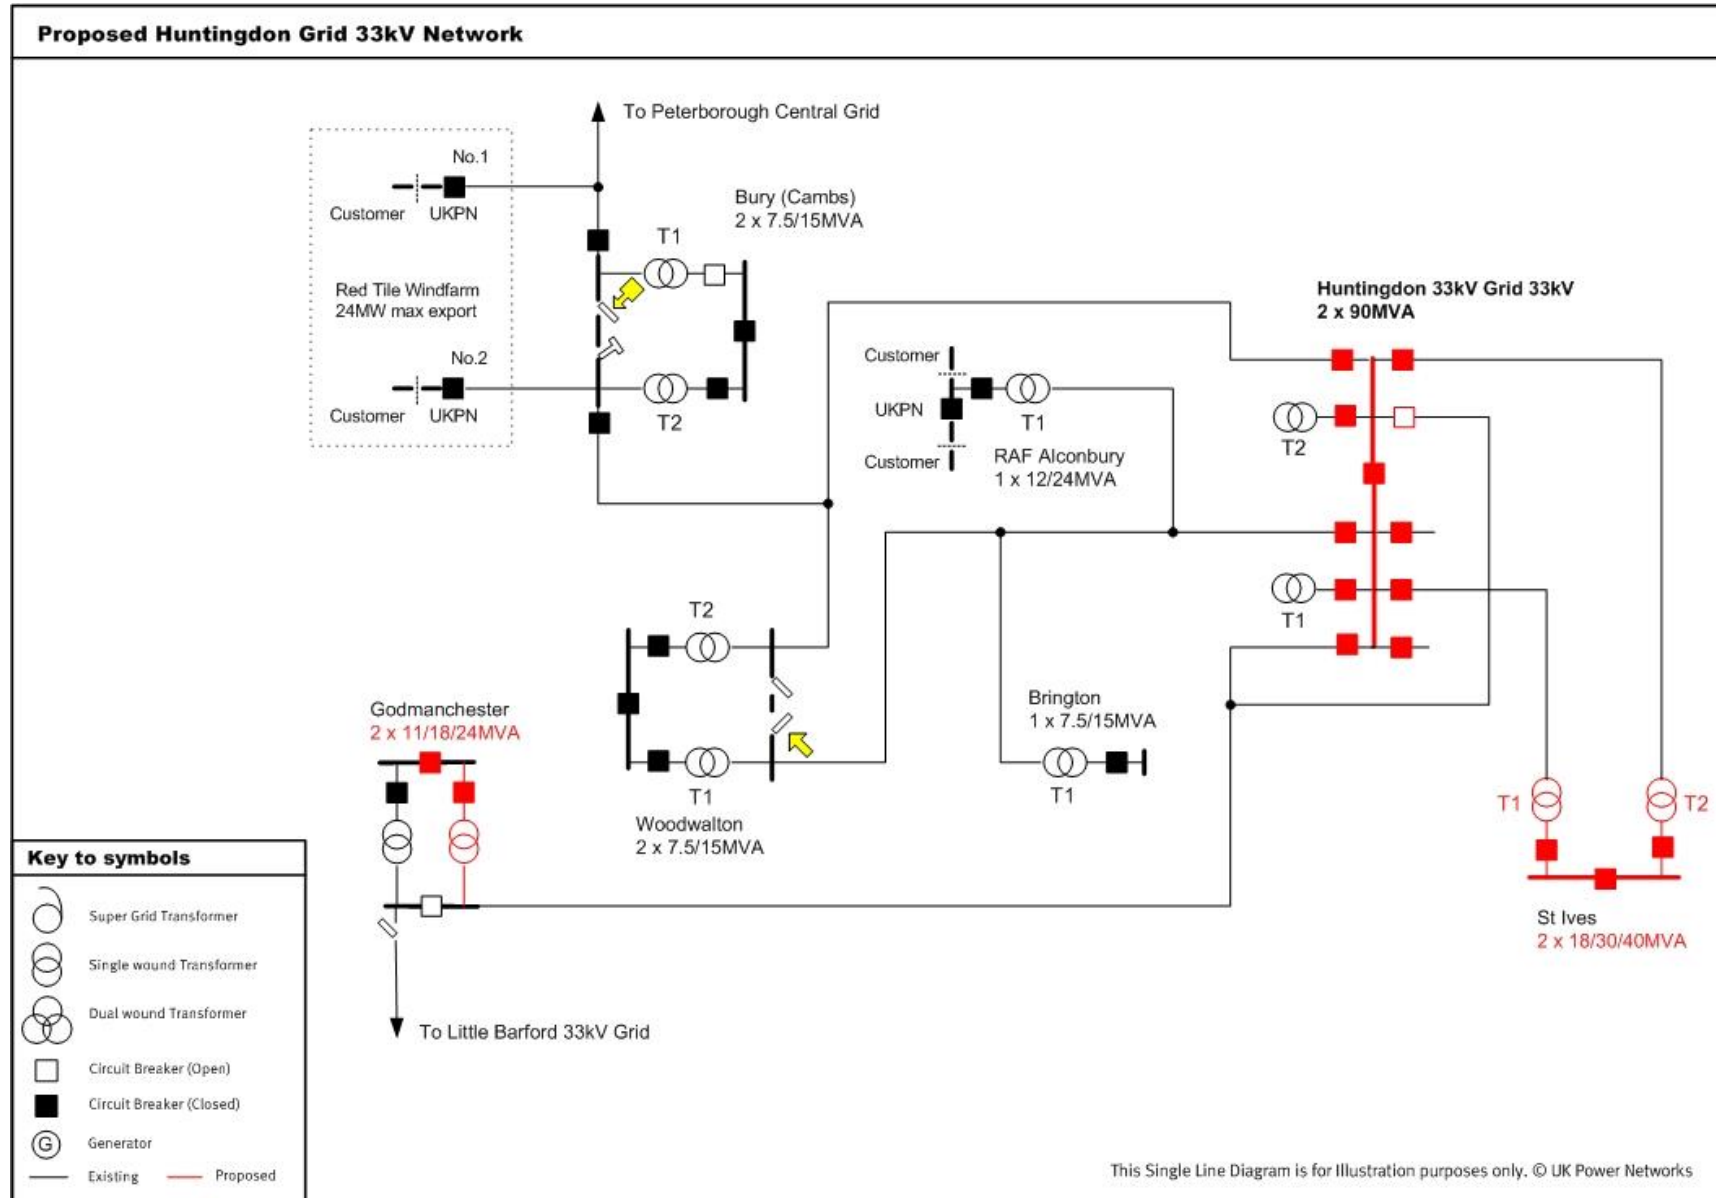 Proposed Huntingdon Grid 33kV Network
To Peterborough Central Grid
No.1
Customer
UKPN
Bury (Cambs)
2 x 7.5/15MVA
T1
Red Tile Windfarm
24MW max export
No.2
Customer
UKPN
T2
Huntingdon 33kV Grid 33kV
2 x 90MVA
Customer
UKPN
Customer
T1
RAF Alconbury
1 x 12/24MVA
T2
T1
T2
T1
Woodwalton
2 x 7.5/15MVA
Brington
1 x 7.5/15MVA
T1
Godmanchester
2 x 11/18/24MVA
T1
T2
St Ives
2 x 18/30/40MVA
To Little Barford 33kV Grid
Key to symbols
Super Grid Transformer
Single wound Transformer
Dual wound Transformer
Circuit Breaker (Open)
Circuit Breaker (Closed)
G
Generator
Existing
Proposed
This Single Line Diagram is for Illustration purposes only. © UK Power Networks